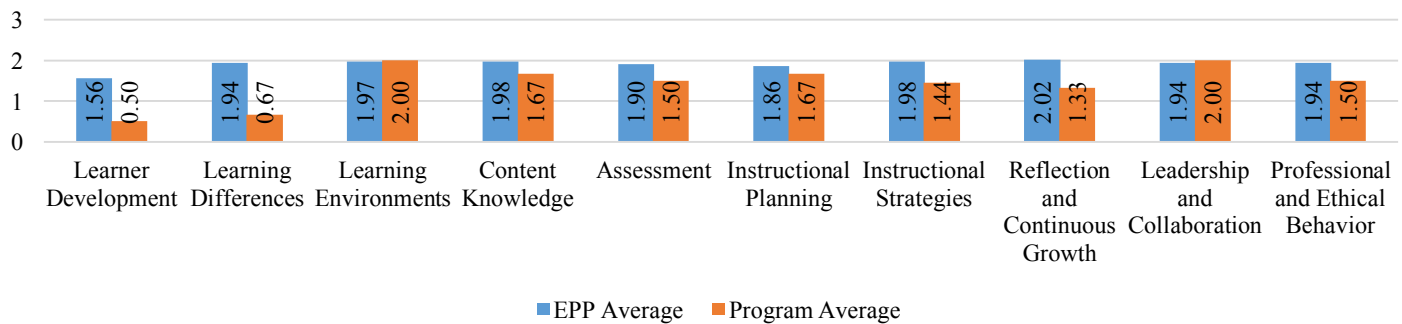 3
2
1
0
1.56
0.50
1.94
0.67
1.97
2.00
1.98
1.67
1.90
1.50
1.86
1.67
1.98
1.44
2.02
1.33
1.94
2.00
1.94
1.50
Learner
Development
Learning
Differences
Learning
Environments
Content
Knowledge
Assessment
Instructional
Planning
Instructional
Strategies
Reflection
and
Continuous
Growth
Leadership
and
Collaboration
Professional
and Ethical
Behavior
EPP Average
Program Average